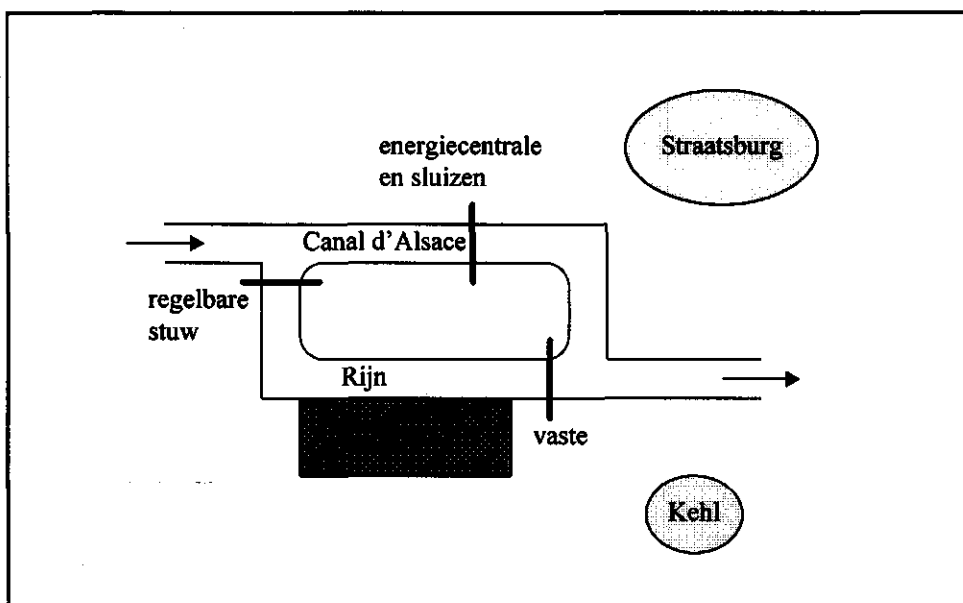 Straatsburg
energiecentrale
en sluizen
Canal d'Alsace
regelbare
stuw
Rijn
vaste
Kehl